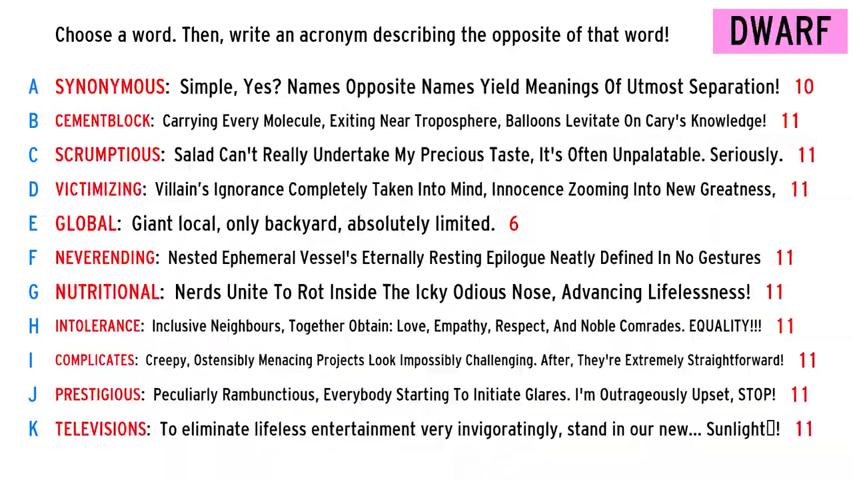 Choose a word. Then, write an acronym describing the opposite of that word!
DWARF
A SYNONYMOUS: Simple, Yes? Names Opposite Names Yield Meanings Of Utmost Separation! 10
B CEMENTBLOCK: Carrying Every Molecule, Exiting Near Troposphere, Balloons Levitate On Cary's Knowledge! 11
C SCRUMPTIOUS: Salad Can't Really Undertake My Precious Taste, It's Often Unpalatable. Seriously. 11
D VICTIMIZING: Villain's Ignorance Completely Taken Into Mind, Innocence Zooming Into New Greatness, 11
E GLOBAL: Giant local, only backyard, absolutely limited. 6
F NEVERENDING: Nested Ephemeral Vessel's Eternally Resting Epilogue Neatly Defined In No Gestures 11
G NUTRITIONAL: Nerds Unite To Rot Inside The Icky Odious Nose, Advancing Lifelessness! 11
H INTOLERANCE: Inclusive Neighbours, Together Obtain: Love, Empathy, Respect, And Noble Comrades. EQUALITY!!! 11
I COMPLICATES: Creepy, Ostensibly Menacing Projects Look Impossibly Challenging. After, They're Extremely Straightforward! 11
J PRESTIGIOUS: Peculiarly Rambunctious, Everybody Starting To Initiate Glares. I'm Outrageously Upset, STOP! 11
K TELEVISIONS: To eliminate lifeless entertainment very invigoratingly, stand in our new... Sunlight▯! 11